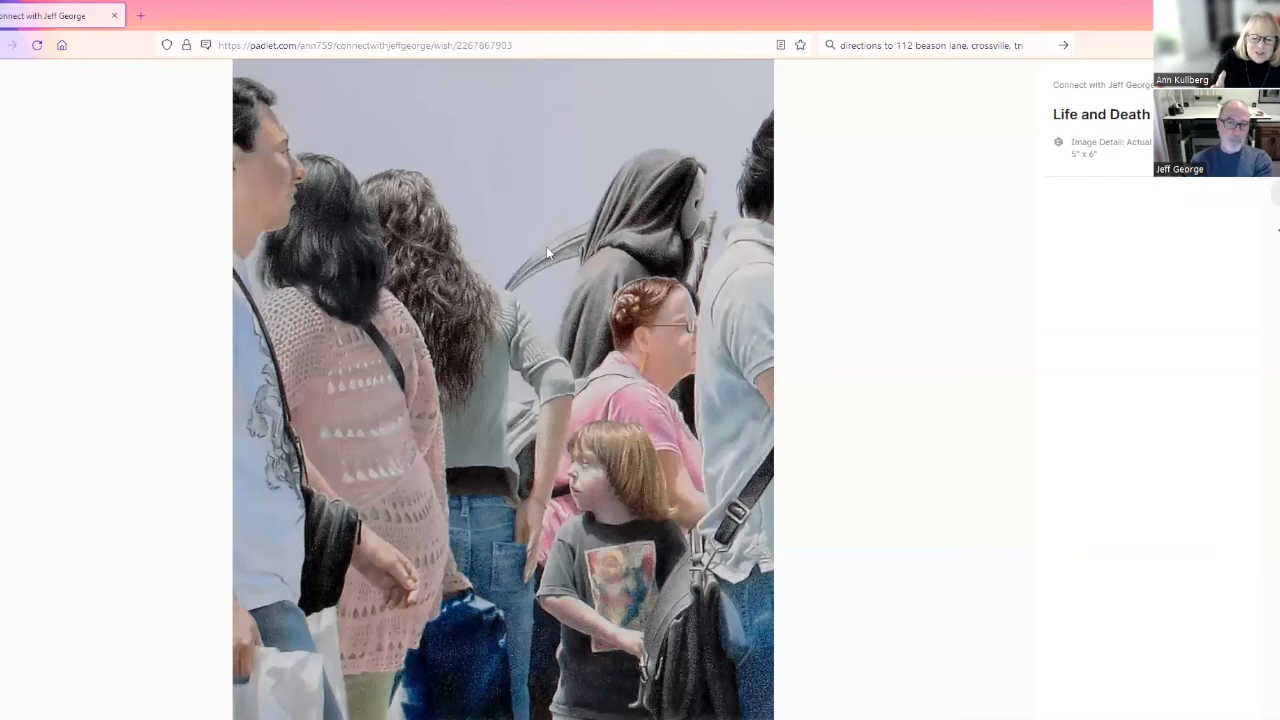 onnect with Jeff George
https://padlet.com/ann759/connectwithjeffgeorge/wish/2267867903
directions to 112 beason lane, crossville, tn
Ann Kullberg
Connect with Jeff George
Life and Death
Image Detail: Actual
5" x 6"
Jeff George